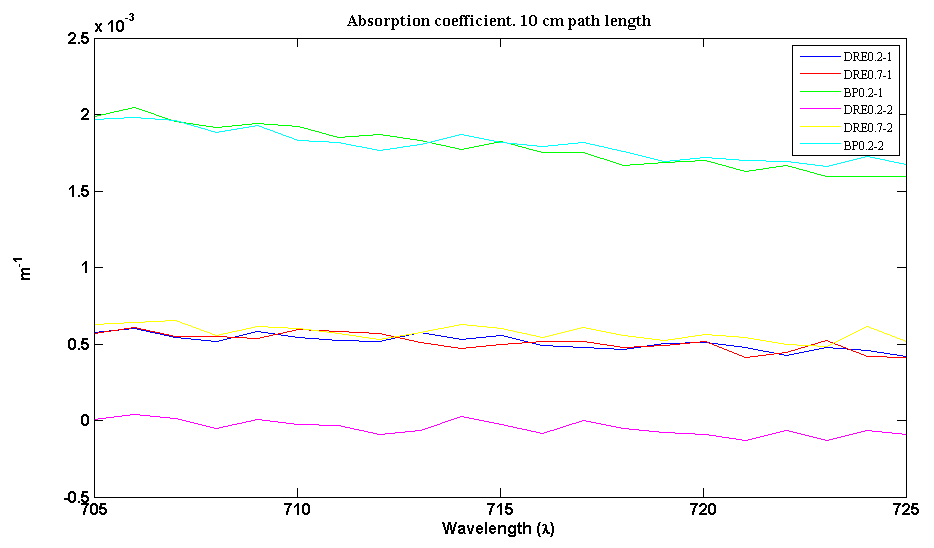 Absorption coefficient. 10 cm path length
x 10-3
2.5
2
1.5
1
0.5
0
-0.5
m-1
705
710
715
720
725
Wavelength (λ)
DRE0.2-1
DRE0.7-1
BP0.2-1
DRE0.2-2
DRE0.7-2
BP0.2-2